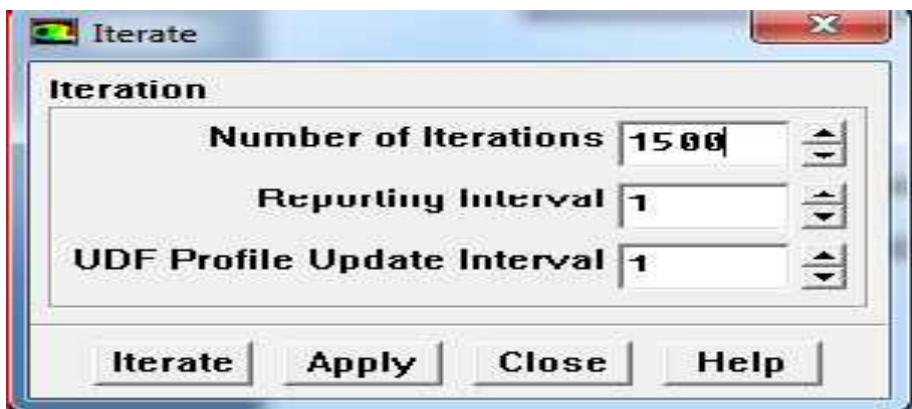 Iterate
Iteration
Number of Iterations 1500
Reporting Interval 1
UDF Profile Update Interval 1
Iterate Apply Close Help